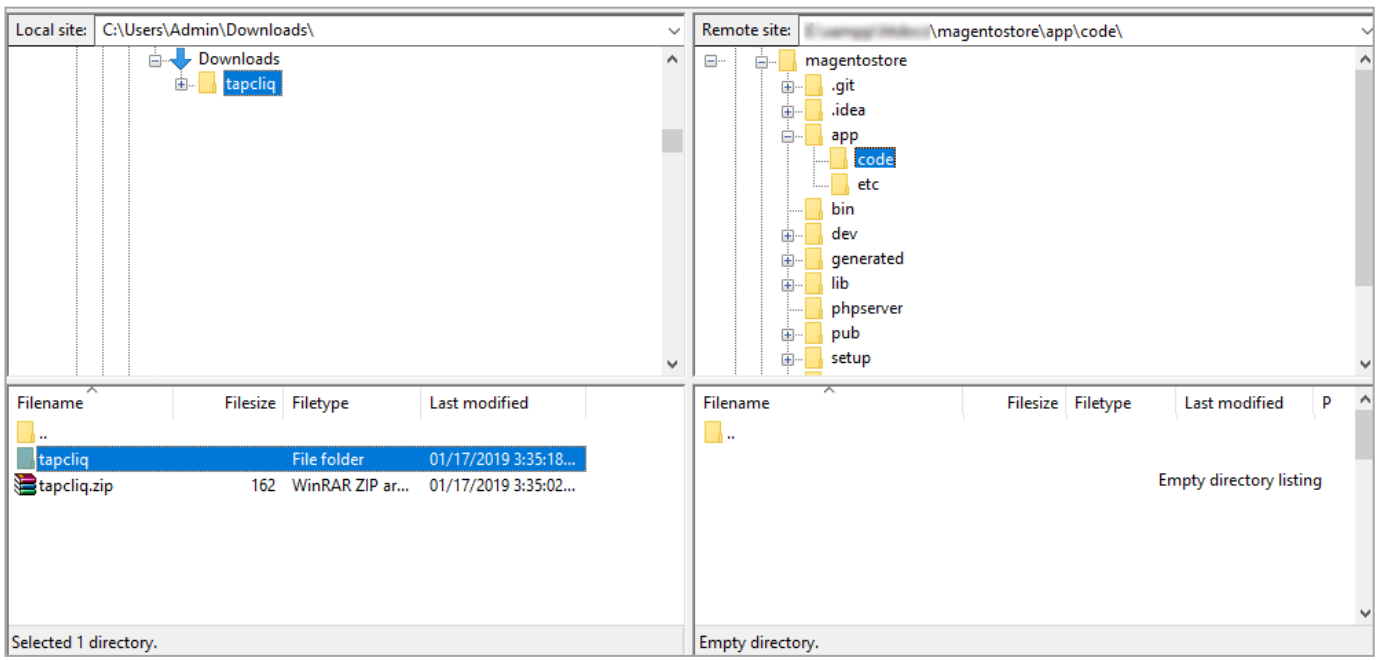 Local site: C:\Users\Admin\Downloads\
Downloads
tapcliq
Filename Filesize Filetype Last modified
..
tapcliq File folder 01/17/2019 3:35:18...
tapcliq.zip 162 WinRAR ZIP ar... 01/17/2019 3:35:02...
Selected 1 directory.
Remote site: \magentostore\app\code\
magentostore
.git
.idea
app
code
etc
bin
dev
generated
lib
phpserver
pub
setup
Filename Filesize Filetype Last modified P
..
Empty directory listing
Empty directory.